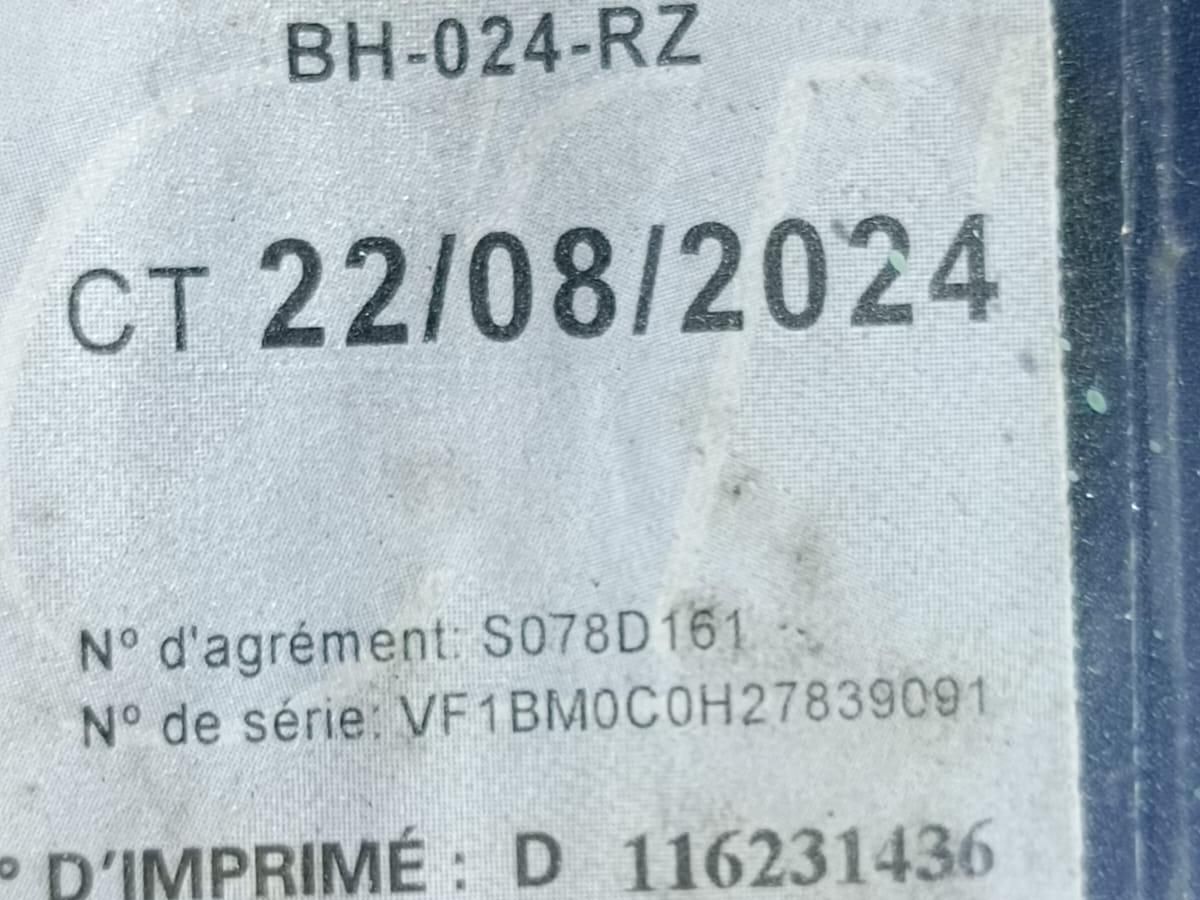 BH-024-RZ
CT 22/08/2024
N° d'agrément: S078D161
N° de série: VF1BM0C0H27839091
° D'IMPRIMÉ : D 116231436